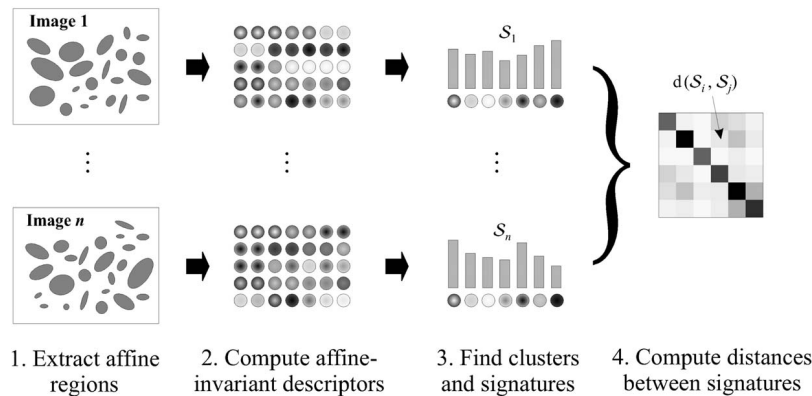 Image 1
⋮
Image n
⋮
S₁
⋮
Sₙ
d(Sᵢ, Sⱼ)
1. Extract affine
regions
2. Compute affine-
invariant descriptors
3. Find clusters
and signatures
4. Compute distances
between signatures